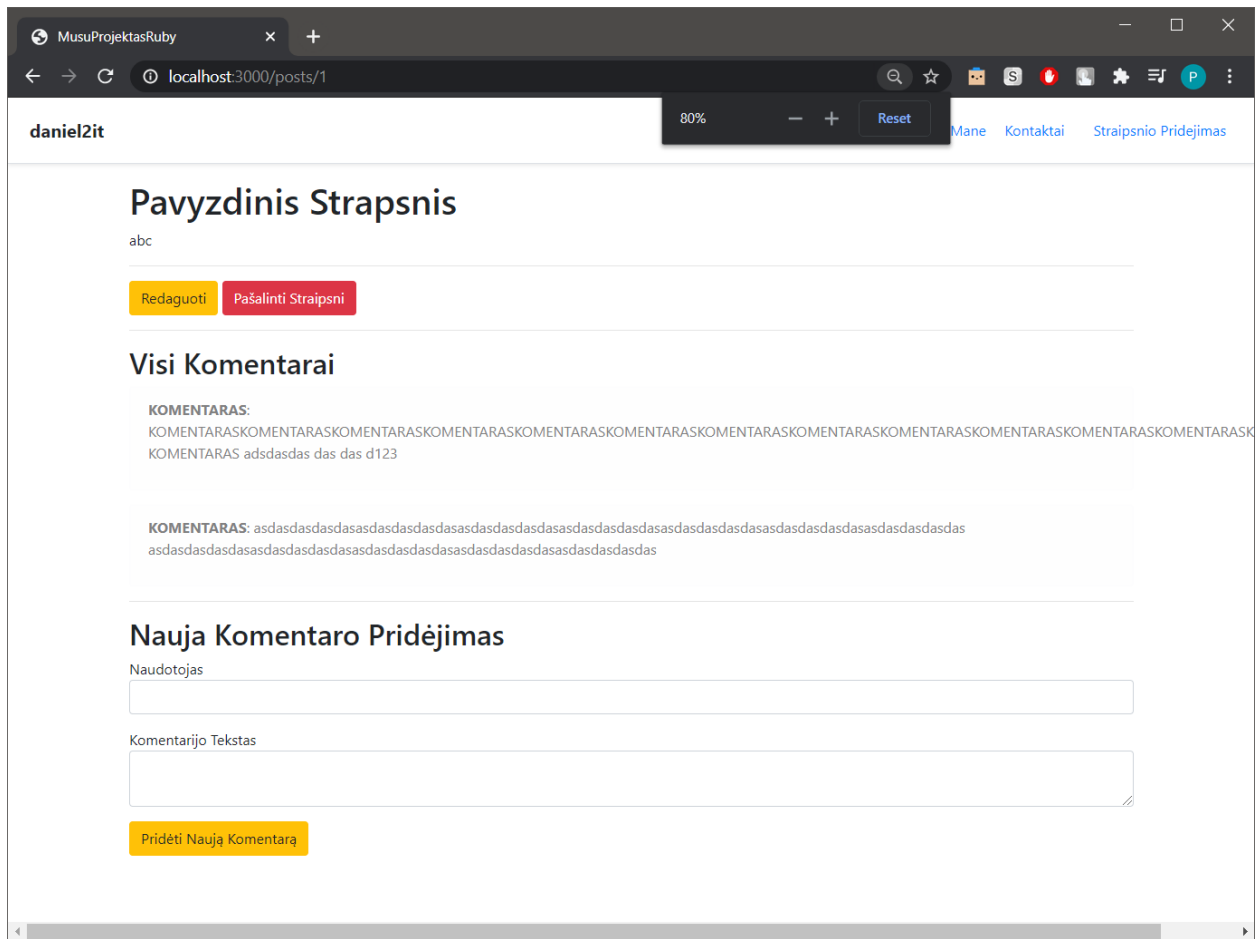 MusuProjektasRuby
localhost:3000/posts/1
S
P
80%
Reset
daniel2it
Mane Kontaktai Straipsnio Pridejimas
Pavyzdinis Strapsnis
abc
Redaguoti Pašalinti Straipsni
Visi Komentarai
KOMENTARAS:
KOMENTARASKOMENTARASKOMENTARASKOMENTARASKOMENTARASKOMENTARASKOMENTARASKOMENTARASKOMENTARASKOMENTARASKOMENTARASKOMENTARASK
KOMENTARAS adsdasdas das das d123
KOMENTARAS: asdasdasdasdasasdasdasdasdasasdasdasdasdasasdasdasdasdasasdasdasdasdasasdasdasdasdasasdasdasdasdas
asdasdasdasdasasdasdasdasdasasdasdasdasdasasdasdasdasdasasdasdasdasdas
Nauja Komentaro Pridėjimas
Naudotojas
Komentarijo Tekstas
Pridėti Naują Komentarą